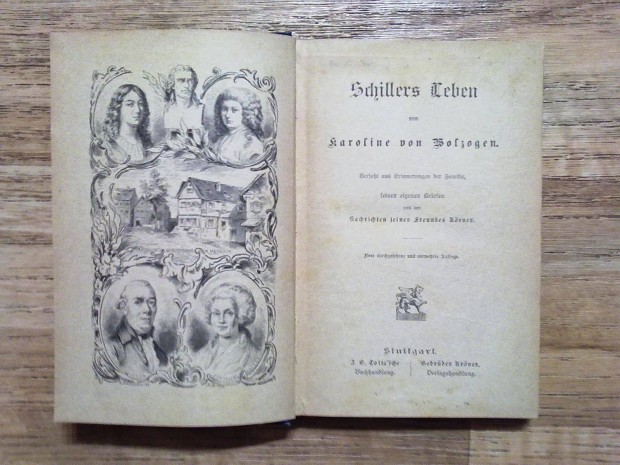 Schillers Leben
von
Karoline von Wolzogen.
Verfaßt aus Erinnerungen der Familie,
seinen eigenen Briefen
und den
Nachrichten seines Freundes Körner.
Neu durchgesehene und vermehrte Auflage.
Stuttgart.
J. G. Cotta'sche
Buchhandlung.
Gebrüder Kröner,
Verlagshandlung.